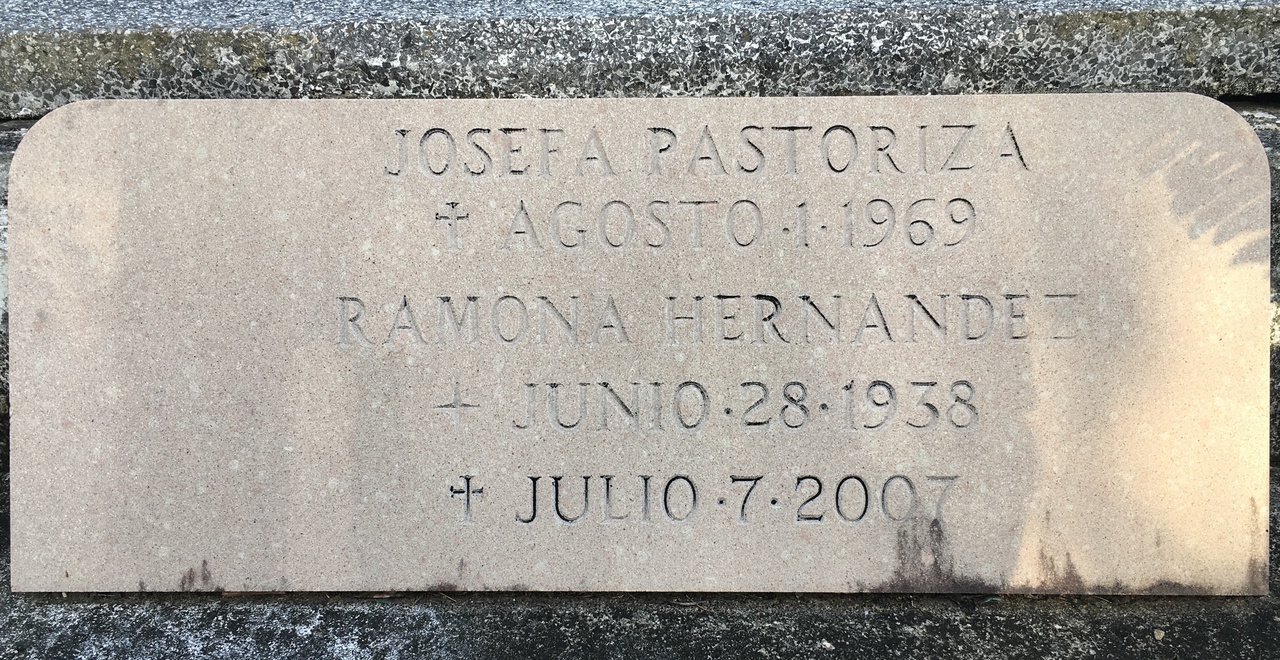 JOSEFA PASTORIZA
✝ AGOSTO·1·1969
RAMONA HERNANDEZ
✝ JUNIO·28·1938
✝ JULIO·7·2007